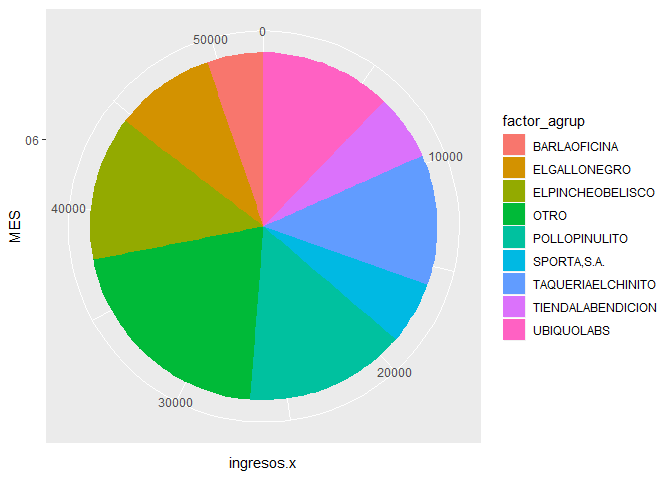 0
50000
factor_agrup
BARLAOFICINA
ELGALLONEGRO
ELPINCHEOBELISCO
OTRO
POLLOPINULITO
SPORTA,S.A.
TAQUERIAELCHINITO
TIENDALABENDICION
UBIQUOLABS
06
10000
40000
MES
20000
30000
ingresos.x